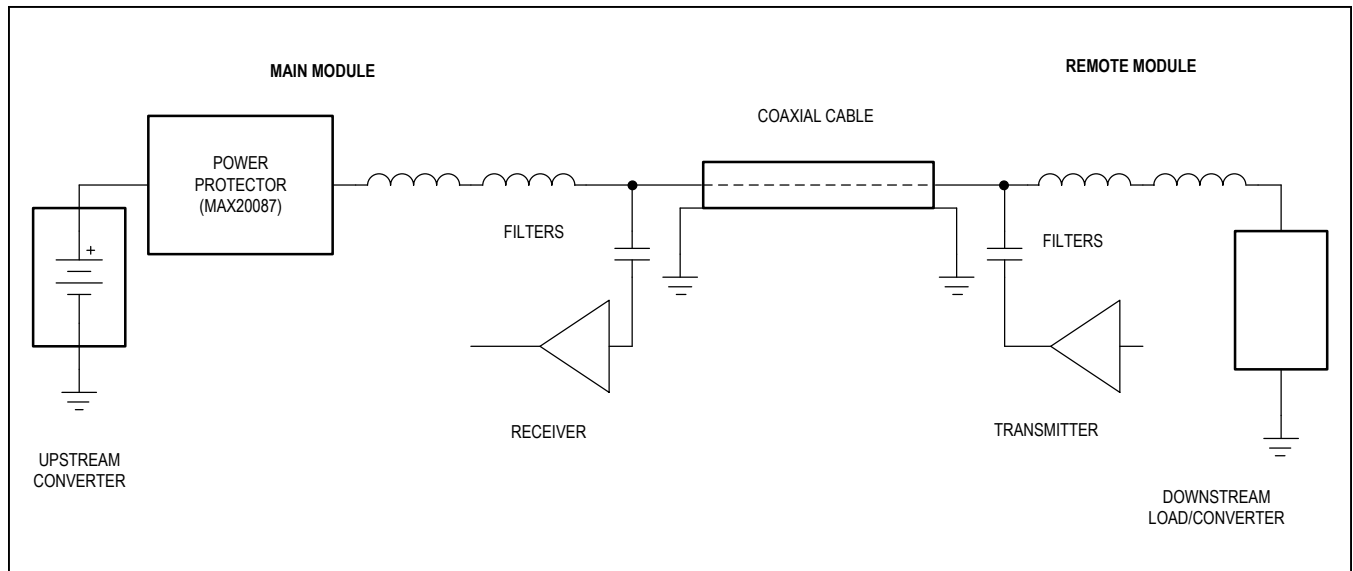 MAIN MODULE
REMOTE MODULE
COAXIAL CABLE
POWER
PROTECTOR
(MAX20087)
FILTERS
FILTERS
+
RECEIVER
TRANSMITTER
UPSTREAM
CONVERTER
DOWNSTREAM
LOAD/CONVERTER